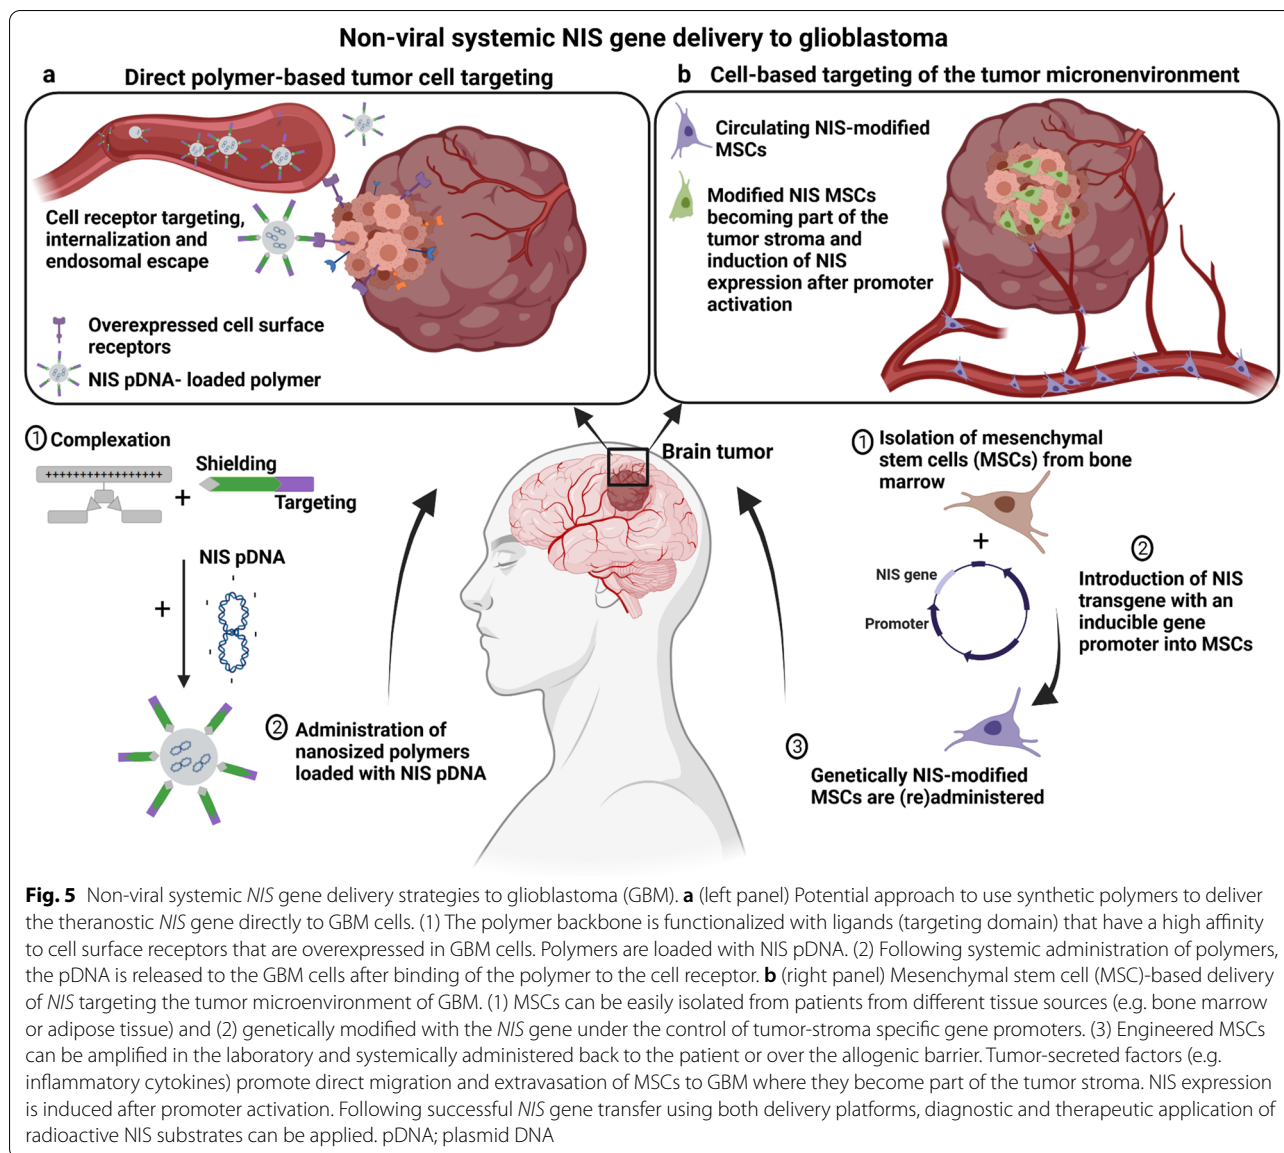 Non-viral systemic NIS gene delivery to glioblastoma
a
Direct polymer-based tumor cell targeting
Cell receptor targeting,
internalization and
endosomal escape
Overexpressed cell surface
receptors
NIS pDNA- loaded polymer
b
Cell-based targeting of the tumor micronenvironment
Circulating NIS-modified
MSCs
Modified NIS MSCs
becoming part of the
tumor stroma and
induction of NIS
expression after promoter
activation
1 Complexation
++++++++++++++++
+
Shielding
Targeting
NIS pDNA
+
2 Administration of
nanosized polymers
loaded with NIS pDNA
Brain tumor
1 Isolation of mesenchymal
stem cells (MSCs) from bone
marrow
+
NIS gene
Promoter
2
Introduction of NIS
transgene with an
inducible gene
promoter into MSCs
3
Genetically NIS-modified
MSCs are (re)administered
Fig. 5 Non-viral systemic NIS gene delivery strategies to glioblastoma (GBM). a (left panel) Potential approach to use synthetic polymers to deliver
the theranostic NIS gene directly to GBM cells. (1) The polymer backbone is functionalized with ligands (targeting domain) that have a high affinity
to cell surface receptors that are overexpressed in GBM cells. Polymers are loaded with NIS pDNA. (2) Following systemic administration of polymers,
the pDNA is released to the GBM cells after binding of the polymer to the cell receptor. b (right panel) Mesenchymal stem cell (MSC)-based delivery
of NIS targeting the tumor microenvironment of GBM. (1) MSCs can be easily isolated from patients from different tissue sources (e.g. bone marrow
or adipose tissue) and (2) genetically modified with the NIS gene under the control of tumor-stroma specific gene promoters. (3) Engineered MSCs
can be amplified in the laboratory and systemically administered back to the patient or over the allogenic barrier. Tumor-secreted factors (e.g.
inflammatory cytokines) promote direct migration and extravasation of MSCs to GBM where they become part of the tumor stroma. NIS expression
is induced after promoter activation. Following successful NIS gene transfer using both delivery platforms, diagnostic and therapeutic application of
radioactive NIS substrates can be applied. pDNA; plasmid DNA